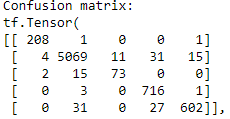 Confusion matrix:
tf.Tensor(
[[ 208 1 0 0 1]
[ 4 5069 11 31 15]
[ 2 15 73 0 0]
[ 0 3 0 716 1]
[ 0 31 0 27 602]],